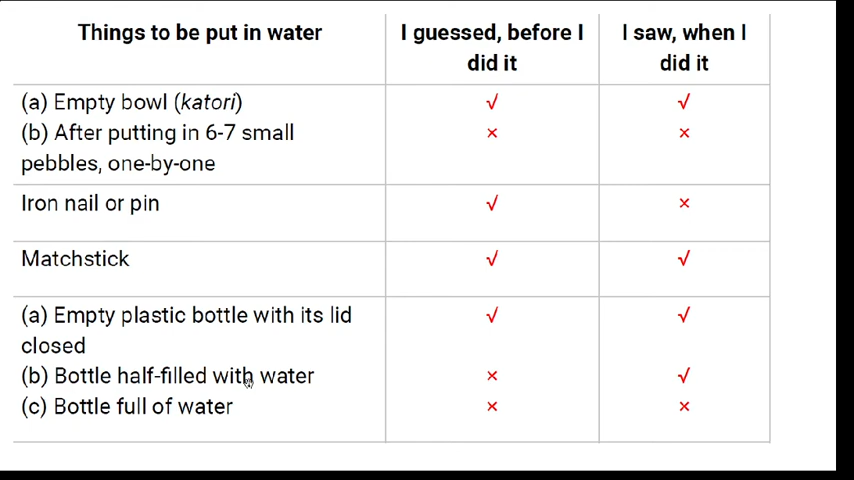 Things to be put in water
I guessed, before I
did it
I saw, when I
did it
(a) Empty bowl (katori)
√
√
(b) After putting in 6-7 small
pebbles, one-by-one
×
×
Iron nail or pin
√
×
Matchstick
√
√
(a) Empty plastic bottle with its lid
closed
√
√
(b) Bottle half-filled with water
×
√
(c) Bottle full of water
×
×